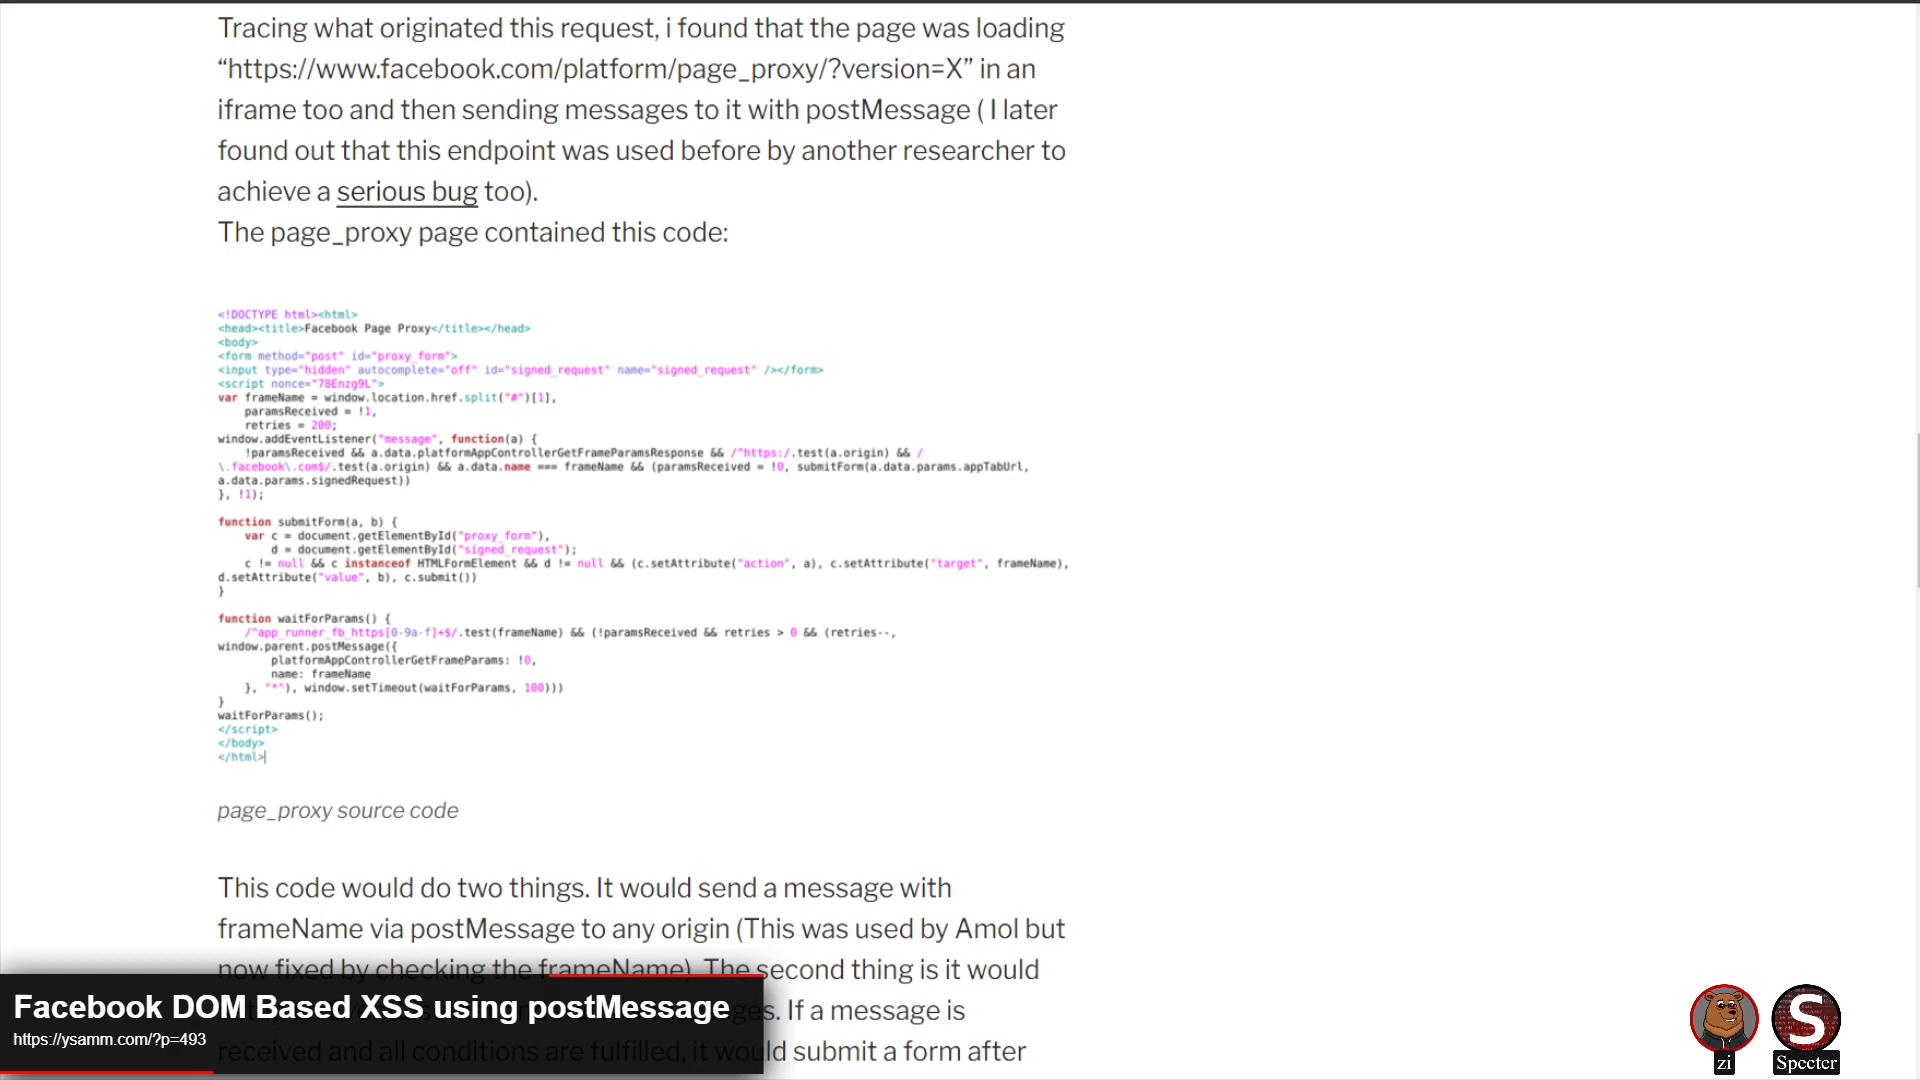 Tracing what originated this request, i found that the page was loading
“https://www.facebook.com/platform/page_proxy/?version=X” in an
iframe too and then sending messages to it with postMessage ( I later
found out that this endpoint was used before by another researcher to
achieve a serious bug too).
The page_proxy page contained this code:
<!DOCTYPE html><html>
<head><title>Facebook Page Proxy</title></head>
<body>
<form method="post" id="proxy_form">
<input type="hidden" autocomplete="off" id="signed_request" name="signed_request" /></form>
<script nonce="78Enzg9L">
var frameName = window.location.href.split("#")[1],
paramsReceived = !1,
retries = 200;
window.addEventListener("message", function(a) {
!paramsReceived && a.data.platformAppControllerGetFrameParamsResponse && /^https:/.test(a.origin) && /
\.facebook\.com$/.test(a.origin) && a.data.name === frameName && (paramsReceived = !0, submitForm(a.data.params.appTabUrl,
a.data.params.signedRequest))
}, !1);
function submitForm(a, b) {
var c = document.getElementById("proxy_form"),
d = document.getElementById("signed_request");
c != null && c instanceof HTMLFormElement && d != null && (c.setAttribute("action", a), c.setAttribute("target", frameName),
d.setAttribute("value", b), c.submit())
}
function waitForParams() {
/^app_runner_fb_https[0-9a-f]+$/.test(frameName) && (!paramsReceived && retries > 0 && (retries--,
window.parent.postMessage({
platformAppControllerGetFrameParams: !0,
name: frameName
}, "*"), window.setTimeout(waitForParams, 100)))
}
waitForParams();
</script>
</body>
</html>
page_proxy source code
This code would do two things. It would send a message with
frameName via postMessage to any origin (This was used by Amol but
now fixed by checking the frameName). The second thing is it would
ges. If a message is
received and all conditions are fulfilled, it would submit a form after
Facebook DOM Based XSS using postMessage
https://ysamm.com/?p=493
S
zi
Specter